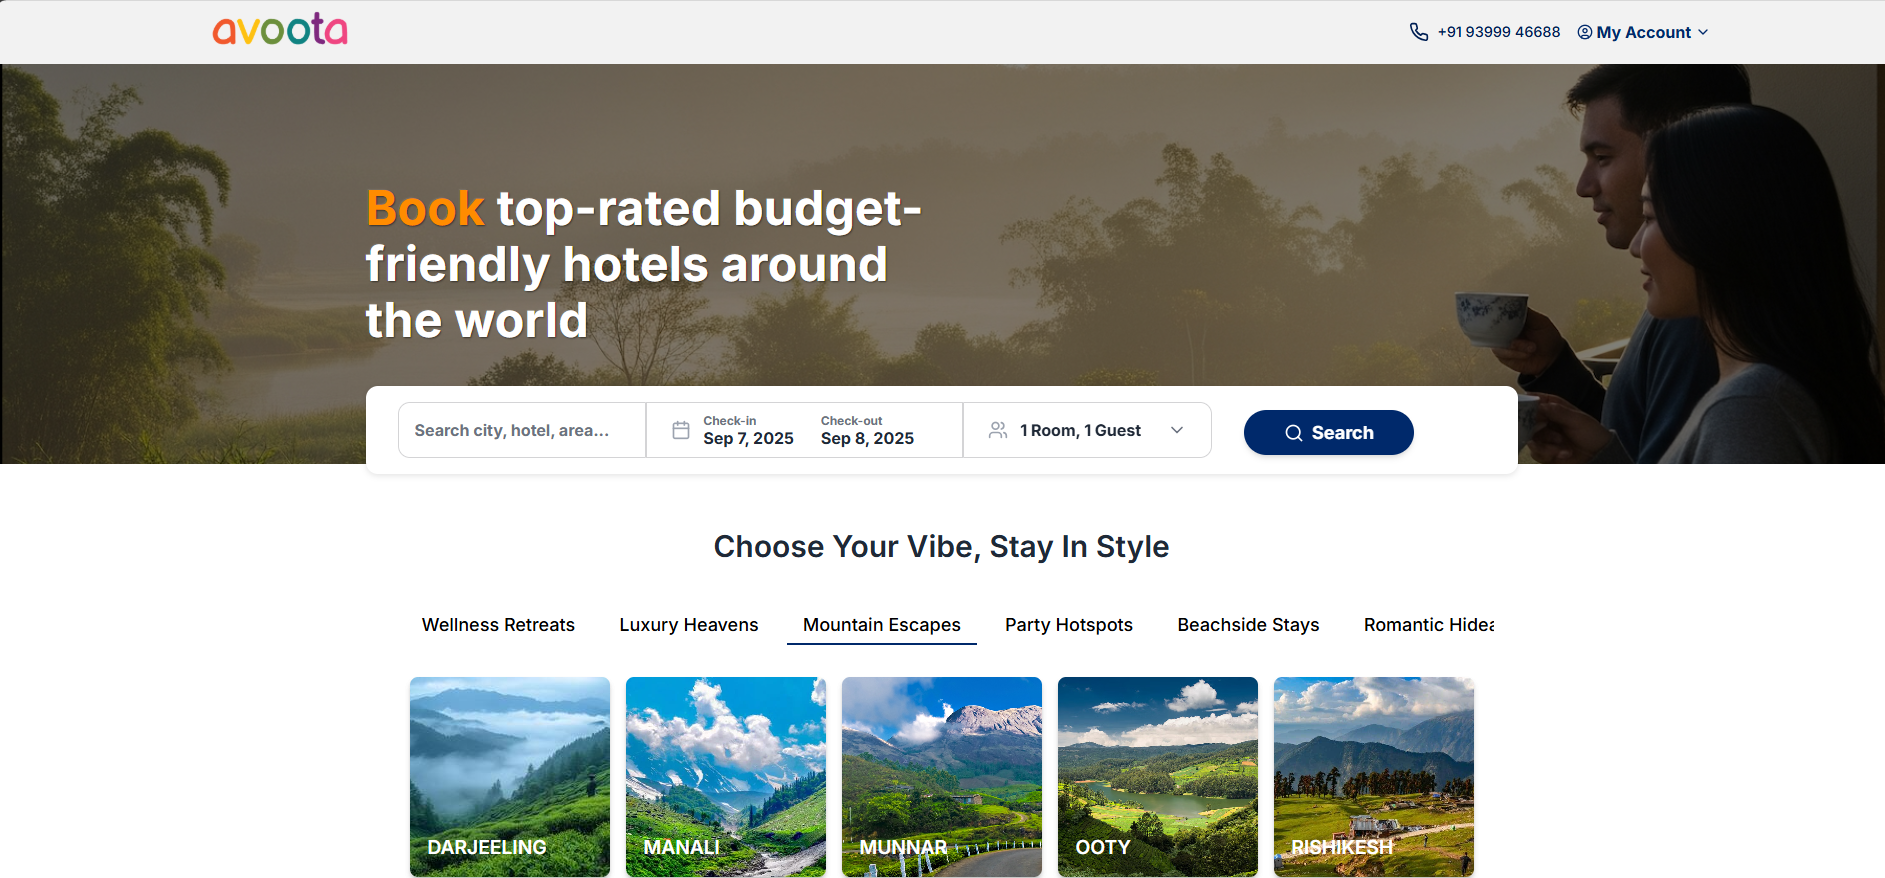 avoota
+91 93999 46688
My Account
Book top-rated budget-
friendly hotels around
the world
Search city, hotel, area...
Check-in
Sep 7, 2025
Check-out
Sep 8, 2025
1 Room, 1 Guest
Search
Choose Your Vibe, Stay In Style
Wellness Retreats
Luxury Heavens
Mountain Escapes
Party Hotspots
Beachside Stays
Romantic Hidea
DARJEELING
MANALI
MUNNAR
OOTY
RISHIKESH